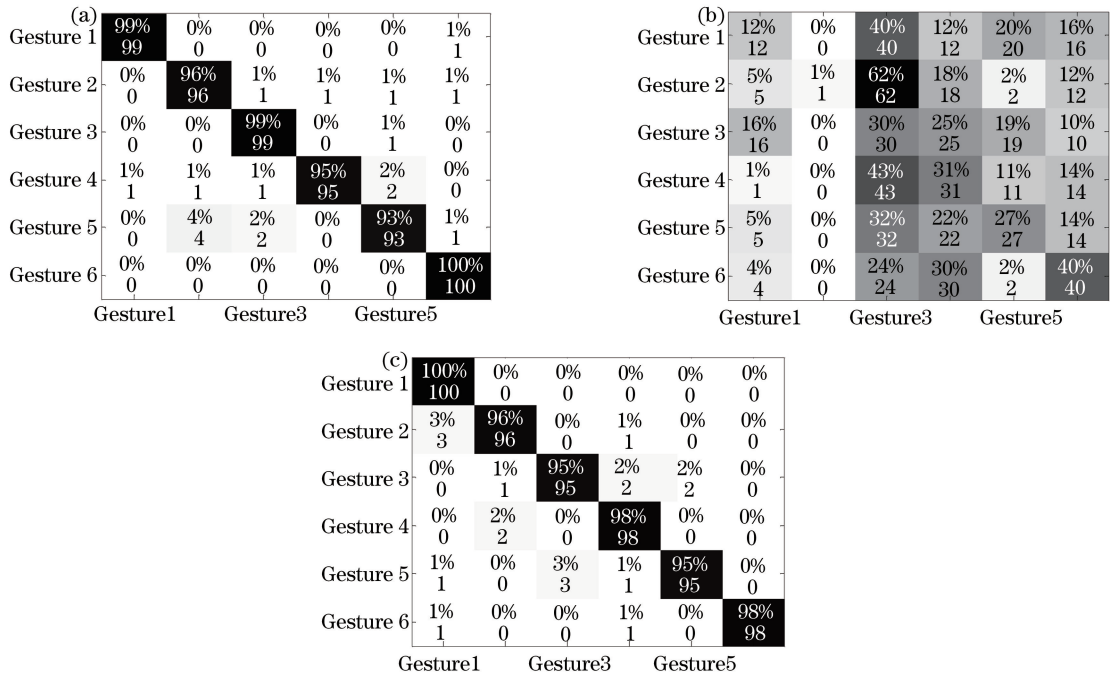 (a)
Gesture 1 99% 0% 0% 0% 0% 1%
99 0 0 0 0 1
Gesture 2 0% 96% 1% 1% 1% 1%
0 96 1 1 1 1
Gesture 3 0% 0% 99% 0% 1% 0%
0 0 99 0 1 0
Gesture 4 1% 1% 1% 95% 2% 0%
1 1 1 95 2 0
Gesture 5 0% 4% 2% 0% 93% 1%
0 4 2 0 93 1
Gesture 6 0% 0% 0% 0% 0% 100%
0 0 0 0 0 100
Gesture1 Gesture3 Gesture5
(b)
Gesture 1 12% 0% 40% 12% 20% 16%
12 0 40 12 20 16
Gesture 2 5% 1% 62% 18% 2% 12%
5 1 62 18 2 12
Gesture 3 16% 0% 30% 25% 19% 10%
16 0 30 25 19 10
Gesture 4 1% 0% 43% 31% 11% 14%
1 0 43 31 11 14
Gesture 5 5% 0% 32% 22% 27% 14%
5 0 32 22 27 14
Gesture 6 4% 0% 24% 30% 2% 40%
4 0 24 30 2 40
Gesture1 Gesture3 Gesture5
(c)
Gesture 1 100% 0% 0% 0% 0% 0%
100 0 0 0 0 0
Gesture 2 3% 96% 0% 1% 0% 0%
3 96 0 1 0 0
Gesture 3 0% 1% 95% 2% 2% 0%
0 1 95 2 2 0
Gesture 4 0% 2% 0% 98% 0% 0%
0 2 0 98 0 0
Gesture 5 1% 0% 3% 1% 95% 0%
1 0 3 1 95 0
Gesture 6 1% 0% 0% 1% 0% 98%
1 0 0 1 0 98
Gesture1 Gesture3 Gesture5